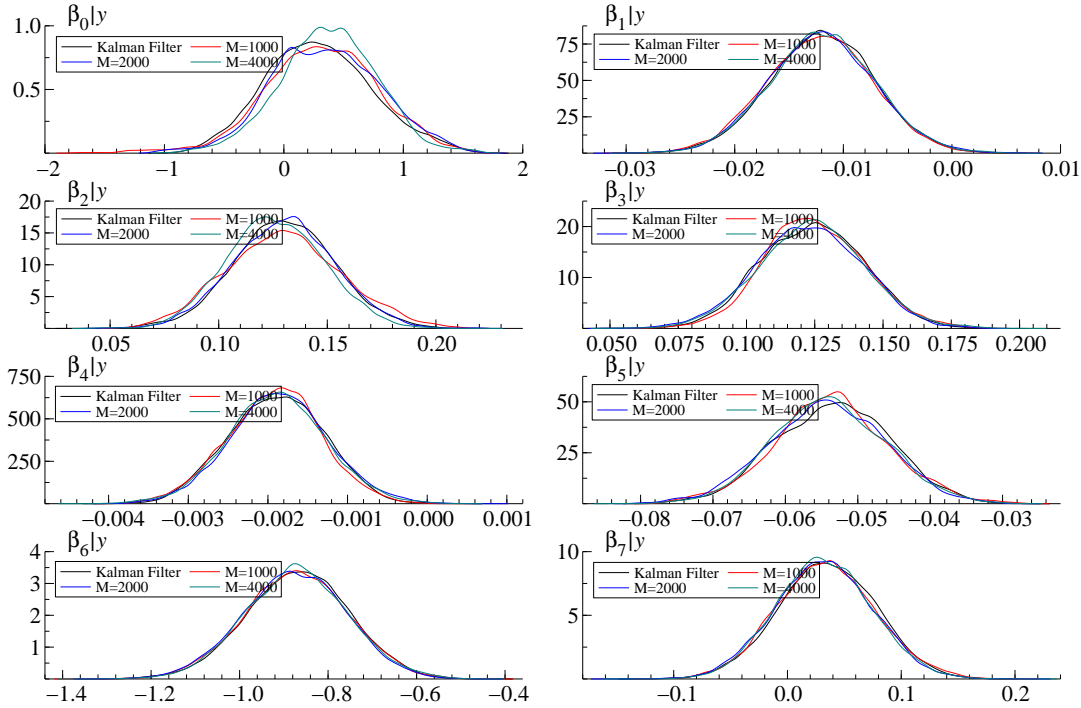 β0|y
1.0
Kalman Filter M=1000
M=2000 M=4000
0.5
−2 −1 0 1 2
β1|y
75
Kalman Filter M=1000
M=2000 M=4000
50
25
−0.03 −0.02 −0.01 0.00 0.01
β2|y
20
Kalman Filter M=1000
15
M=2000 M=4000
10
5
0.05 0.10 0.15 0.20
β3|y
Kalman Filter M=1000
20
M=2000 M=4000
10
0.050 0.075 0.100 0.125 0.150 0.175 0.200
β4|y
750
Kalman Filter M=1000
M=2000 M=4000
500
250
−0.004 −0.003 −0.002 −0.001 0.000 0.001
β5|y
50
Kalman Filter M=1000
M=2000 M=4000
25
−0.08 −0.07 −0.06 −0.05 −0.04 −0.03
β6|y
4
Kalman Filter M=1000
M=2000 M=4000
3
2
1
−1.4 −1.2 −1.0 −0.8 −0.6 −0.4
β7|y
10
Kalman Filter M=1000
M=2000 M=4000
5
−0.1 0.0 0.1 0.2